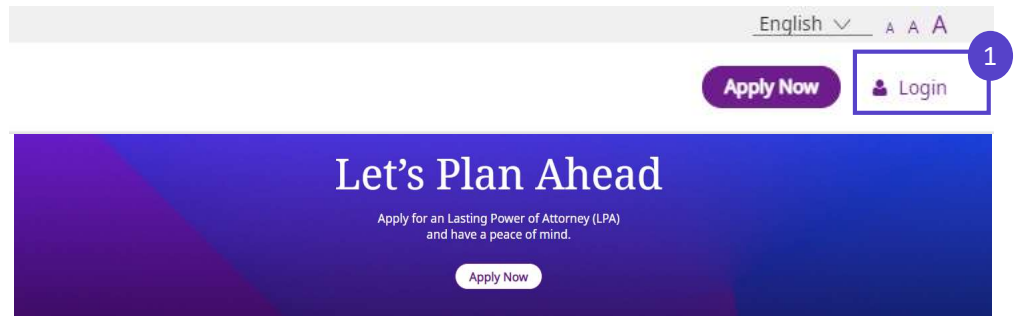 English A A A
1
Apply Now Login
Let's Plan Ahead
Apply for an Lasting Power of Attorney (LPA)
and have a peace of mind.
Apply Now